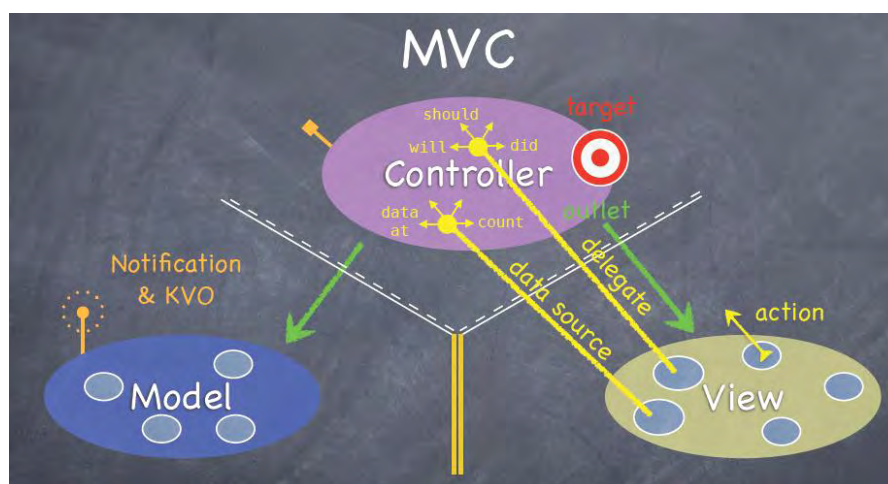 MVC
should
target
will
did
Controller
data
at
count
outlet
Notification
& KVO
delegate
data source
action
Model
View